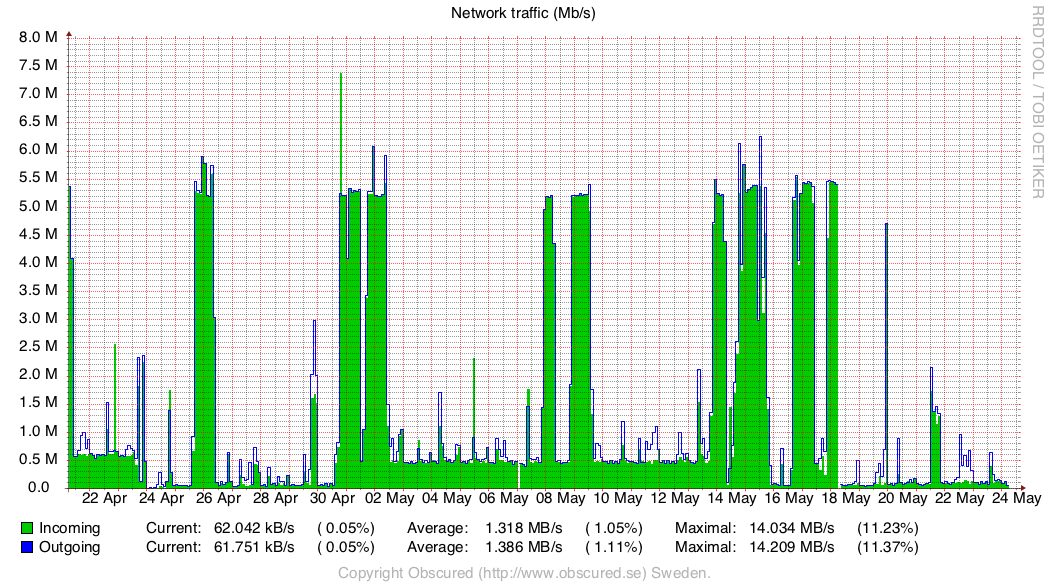 Network traffic (Mb/s)
RRDTOOL / TOBI OETIKER
8.0 M
7.5 M
7.0 M
6.5 M
6.0 M
5.5 M
5.0 M
4.5 M
4.0 M
3.5 M
3.0 M
2.5 M
2.0 M
1.5 M
1.0 M
0.5 M
0.0
22 Apr 24 Apr 26 Apr 28 Apr 30 Apr 02 May 04 May 06 May 08 May 10 May 12 May 14 May 16 May 18 May 20 May 22 May 24 May
Incoming Current: 62.042 kB/s ( 0.05%) Average: 1.318 MB/s ( 1.05%) Maximal: 14.034 MB/s (11.23%)
Outgoing Current: 61.751 kB/s ( 0.05%) Average: 1.386 MB/s ( 1.11%) Maximal: 14.209 MB/s (11.37%)
Copyright Obscured (http://www.obscured.se) Sweden.